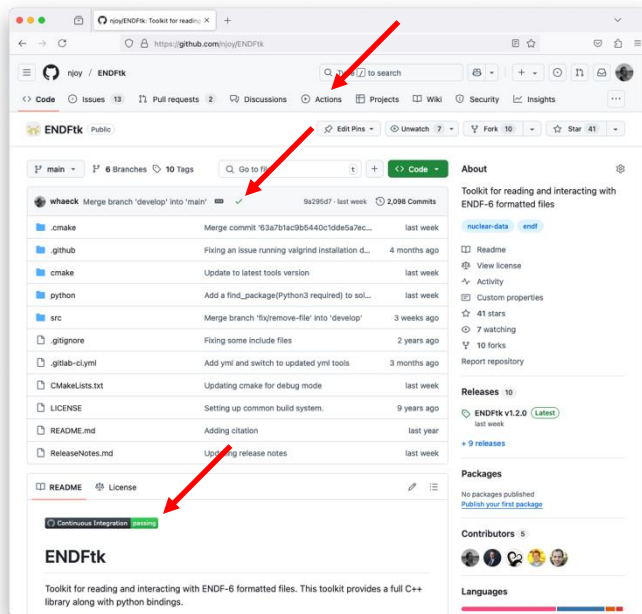 njoy/ENDFtk: Toolkit for reading
https://github.com/njoy/ENDFtk
njoy / ENDFtk
Type / to search
Code Issues 13 Pull requests 2 Discussions Actions Projects Wiki Security Insights
ENDFtk Public Edit Pins Unwatch 7 Fork 10 Star 41
main 6 Branches 10 Tags Go to file t Code
whaeck Merge branch 'develop' into 'main' 9a295d7 · last week 2,098 Commits
.cmake Merge commit '63a7b1ac9b5440c1dde5a7ec... last week
.github Fixing an issue running valgrind installation d... 4 months ago
cmake Update to latest tools version last week
python Add a find_package(Python3 required) to sol... last week
src Merge branch 'fix/remove-file' into 'develop' 3 weeks ago
.gitignore Fixing some include files 2 years ago
.gitlab-ci.yml Add yml and switch to updated yml tools 3 months ago
CMakeLists.txt Updating cmake for debug mode last week
LICENSE Setting up common build system. 9 years ago
README.md Adding citation last year
ReleaseNotes.md Updating release notes last week
README License
Continuous Integration passing
ENDFtk
Toolkit for reading and interacting with ENDF-6 formatted files. This toolkit provides a full C++
library along with python bindings.
About
Toolkit for reading and interacting with
ENDF-6 formatted files
nuclear-data endf
Readme
View license
Activity
Custom properties
41 stars
7 watching
10 forks
Report repository
Releases 10
ENDFtk v1.2.0 Latest
last week
+ 9 releases
Packages
No packages published
Publish your first package
Contributors 5
Languages